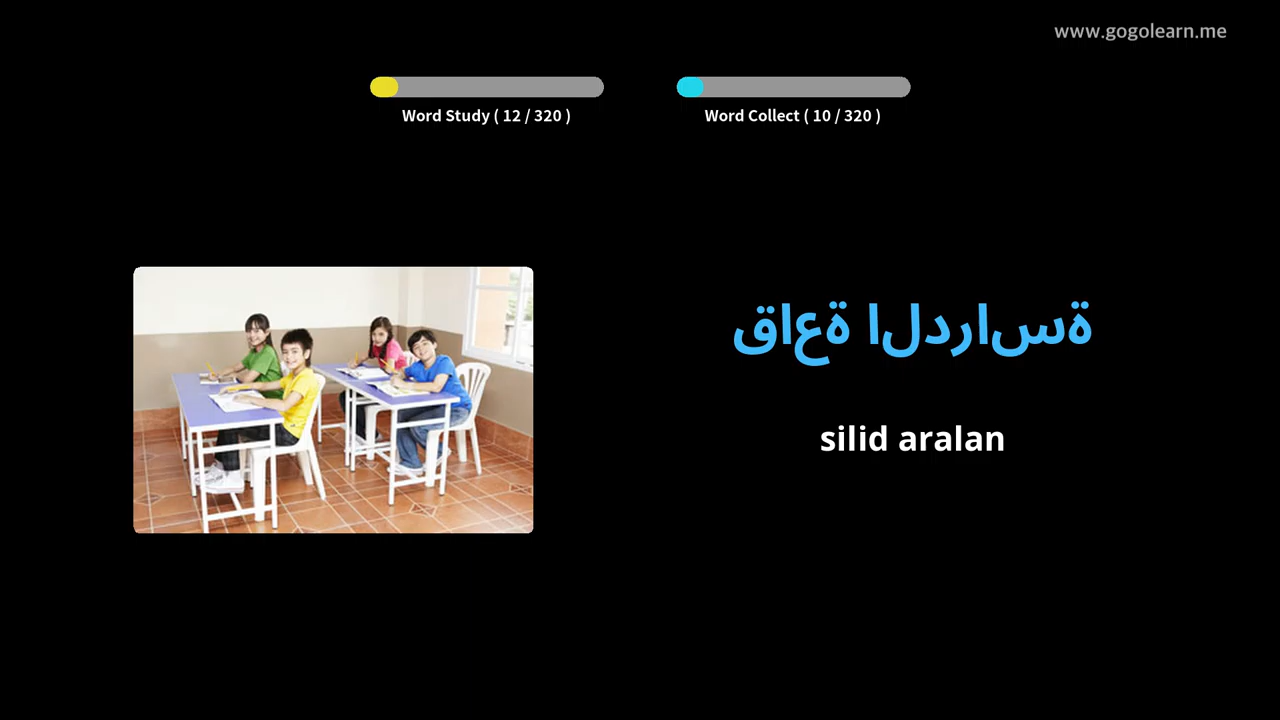 www.gogolearn.me
Word Study ( 12 / 320 )
Word Collect ( 10 / 320 )
قاعة الدراسة
silid aralan